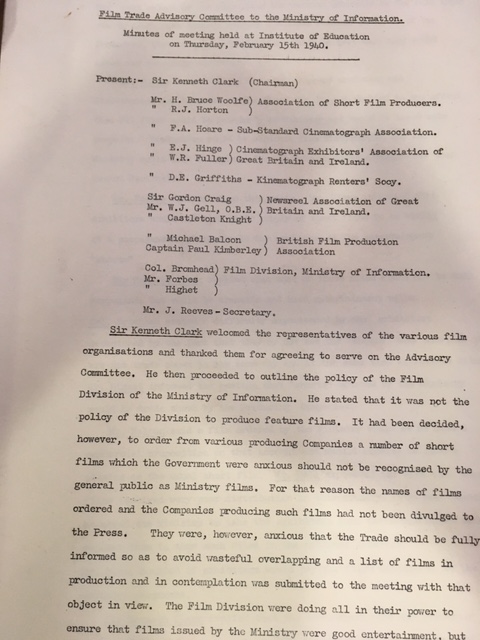 Film Trade Advisory Committee to the Ministry of Information.
Minutes of meeting held at Institute of Education
on Thursday, February 15th 1940.
Present:- Sir Kenneth Clark (Chairman)
Mr. H. Bruce Woolfe) Association of Short Film Producers.
" R.J. Horton )
" F.A. Hoare - Sub-Standard Cinematograph Association.
" E.J. Hinge ) Cinematograph Exhibitors' Association of
" W.R. Fuller) Great Britain and Ireland.
" D.E. Griffiths - Kinematograph Renters' Socy.
Sir Gordon Craig ) Newsreel Association of Great
Mr. W.J. Gell, O.B.E.) Britain and Ireland.
" Castleton Knight )
" Michael Balcon ) British Film Production
Captain Paul Kimberley) Association
Col. Bromhead) Film Division, Ministry of Information.
Mr. Forbes )
" Highet )
Mr. J. Reeves - Secretary.
Sir Kenneth Clark welcomed the representatives of the various film
organisations and thanked them for agreeing to serve on the Advisory
Committee. He then proceeded to outline the policy of the Film
Division of the Ministry of Information. He stated that it was not the
policy of the Division to produce feature films. It had been decided,
however, to order from various producing Companies a number of short
films which the Government were anxious should not be recognised by the
general public as Ministry films. For that reason the names of films
ordered and the Companies producing such films had not been divulged to
the Press. They were, however, anxious that the Trade should be fully
informed so as to avoid wasteful overlapping and a list of films in
production and in contemplation was submitted to the meeting with that
object in view. The Film Division were doing all in their power to
ensure that films issued by the Ministry were good entertainment, but